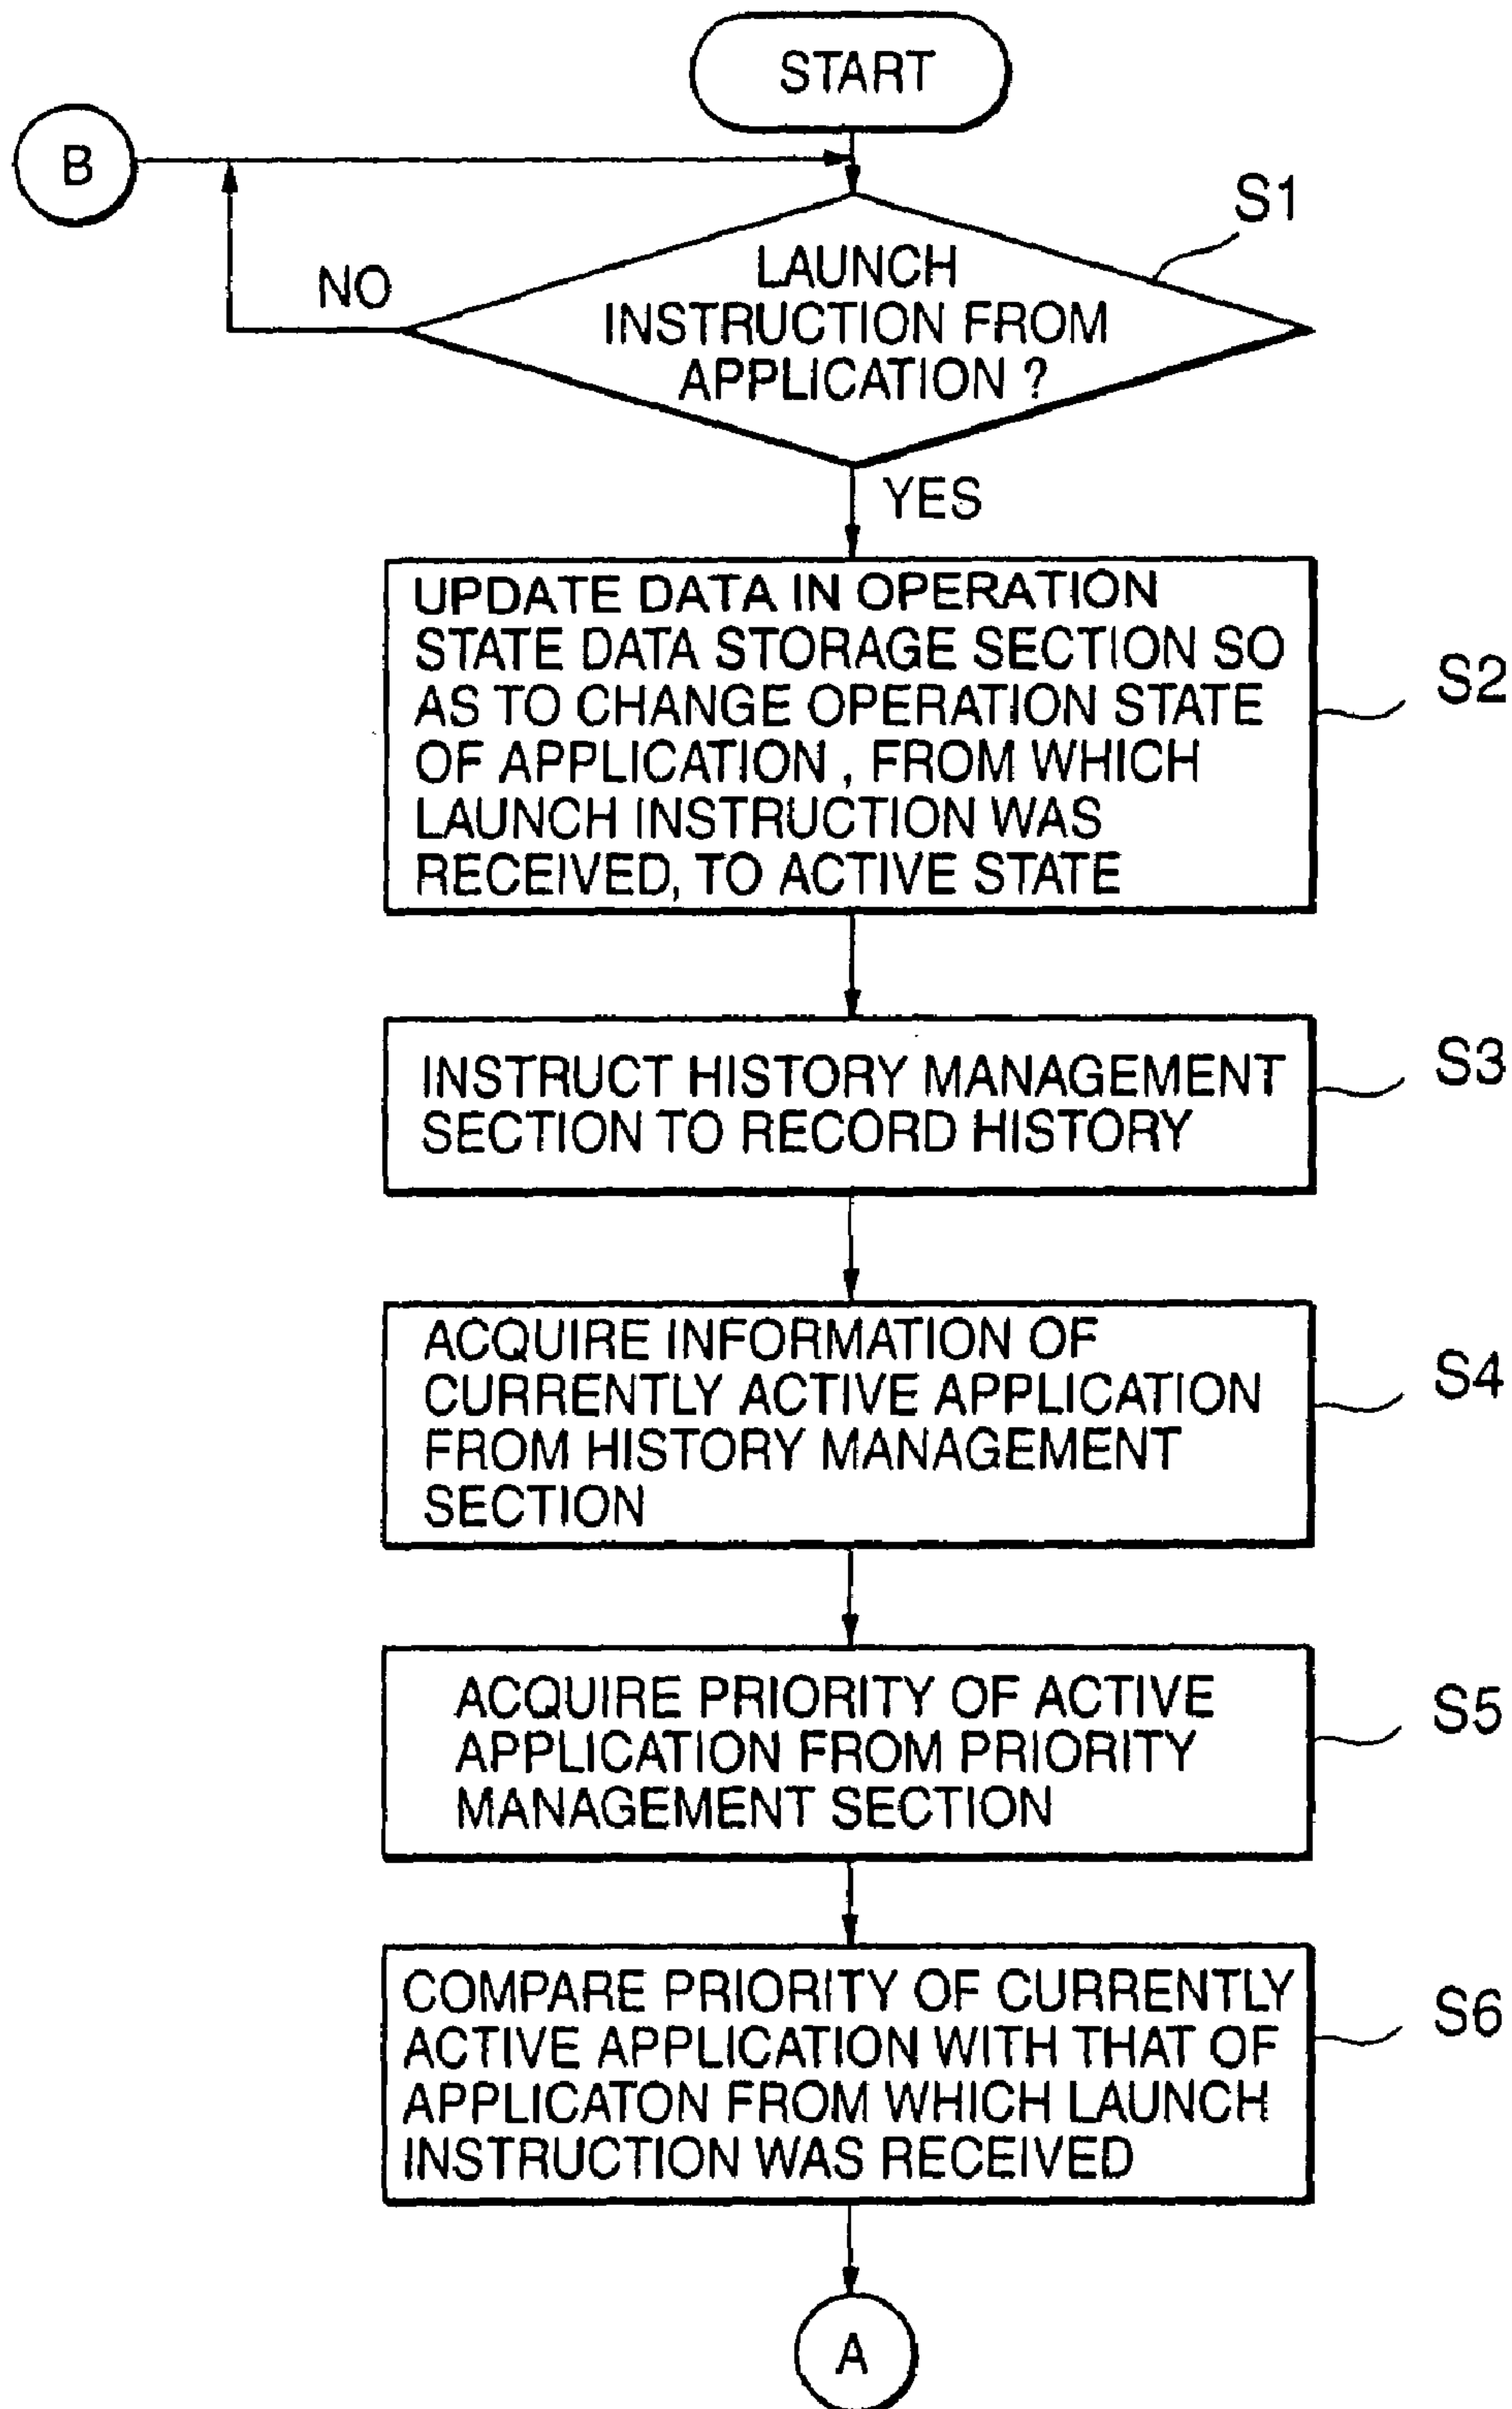 START
B
S1
LAUNCH
INSTRUCTION FROM
APPLICATION ?
NO
YES
UPDATE DATA IN OPERATION
STATE DATA STORAGE SECTION SO
AS TO CHANGE OPERATION STATE
OF APPLICATION , FROM WHICH
LAUNCH INSTRUCTION WAS
RECEIVED, TO ACTIVE STATE
S2
INSTRUCT HISTORY MANAGEMENT
SECTION TO RECORD HISTORY
S3
ACQUIRE INFORMATION OF
CURRENTLY ACTIVE APPLICATION
FROM HISTORY MANAGEMENT
SECTION
S4
ACQUIRE PRIORITY OF ACTIVE
APPLICATION FROM PRIORITY
MANAGEMENT SECTION
S5
COMPARE PRIORITY OF CURRENTLY
ACTIVE APPLICATION WITH THAT OF
APPLICATON FROM WHICH LAUNCH
INSTRUCTION WAS RECEIVED
S6
A